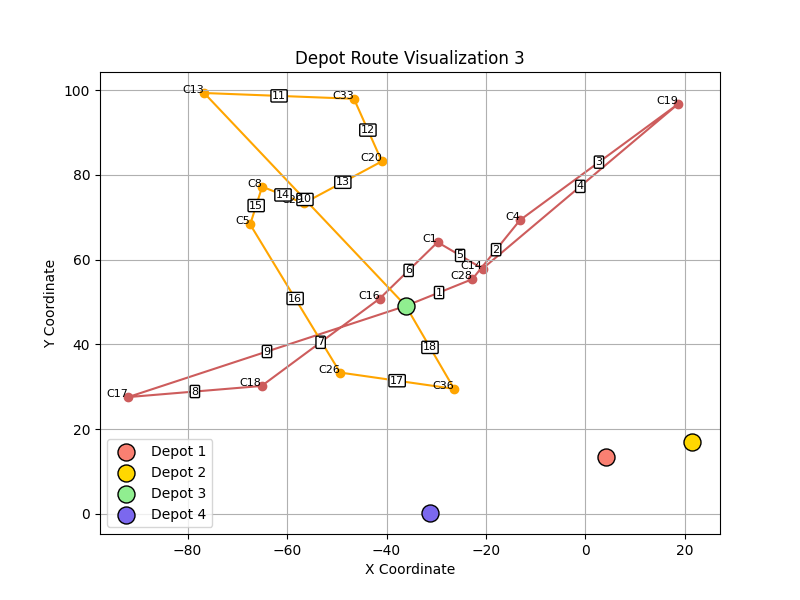 Depot Route Visualization 3
100
80
60
40
20
0
Y Coordinate
C13
11
C33
12
C20
13
C8
14
10
15
C5
16
C19
3
4
C4
2
C1
5
C14
C28
6
1
C16
18
7
9
C26
17
C36
C18
8
C17
Depot 1
Depot 2
Depot 3
Depot 4
−80
−60
−40
−20
0
20
X Coordinate